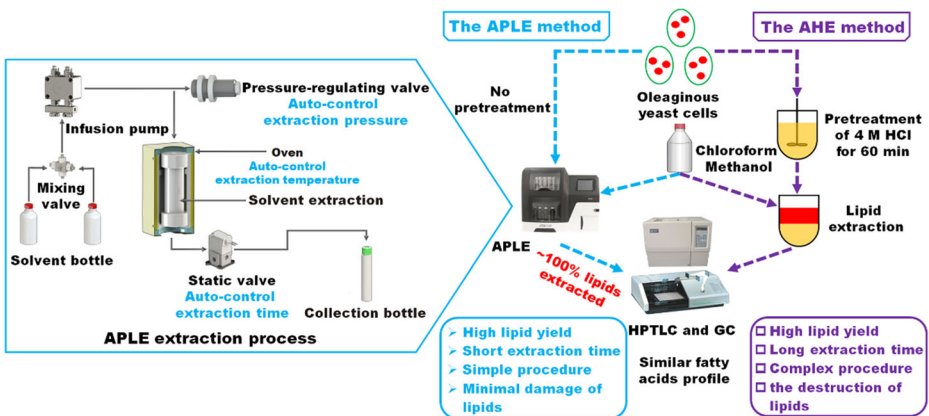 The APLE method
The AHE method
Pressure-regulating valve
Auto-control
extraction pressure
Infusion pump
Oven
Auto-control
extraction temperature
Mixing
valve
Solvent extraction
Solvent bottle
Static valve
Auto-control
extraction time
Collection bottle
APLE extraction process
No
pretreatment
Oleaginous
yeast cells
Chloroform
Methanol
Pretreatment
of 4 M HCl
for 60 min
Lipid
extraction
APLE
~100% lipids
extracted
HPTLC and GC
Similar fatty
acids profile
➢ High lipid yield
➢ Short extraction time
➢ Simple procedure
➢ Minimal damage of
lipids
❑ High lipid yield
❑ Long extraction time
❑ Complex procedure
❑ the destruction of
lipids